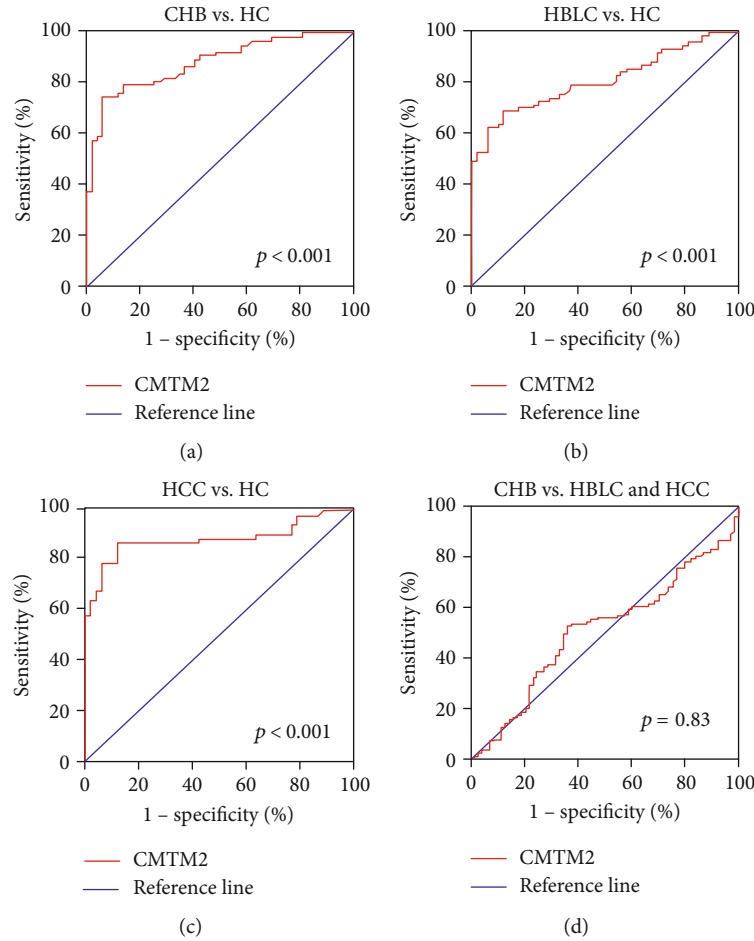 CHB vs. HC
Sensitivity (%)
100
80
60
40
20
0
p < 0.001
0 20 40 60 80 100
1 – specificity (%)
CMTM2
Reference line
(a)
HBLC vs. HC
Sensitivity (%)
100
80
60
40
20
0
p < 0.001
0 20 40 60 80 100
1 – specificity (%)
CMTM2
Reference line
(b)
HCC vs. HC
Sensitivity (%)
100
80
60
40
20
0
p < 0.001
0 20 40 60 80 100
1 – specificity (%)
CMTM2
Reference line
(c)
CHB vs. HBLC and HCC
Sensitivity (%)
100
80
60
40
20
0
p = 0.83
0 20 40 60 80 100
1 – specificity (%)
CMTM2
Reference line
(d)